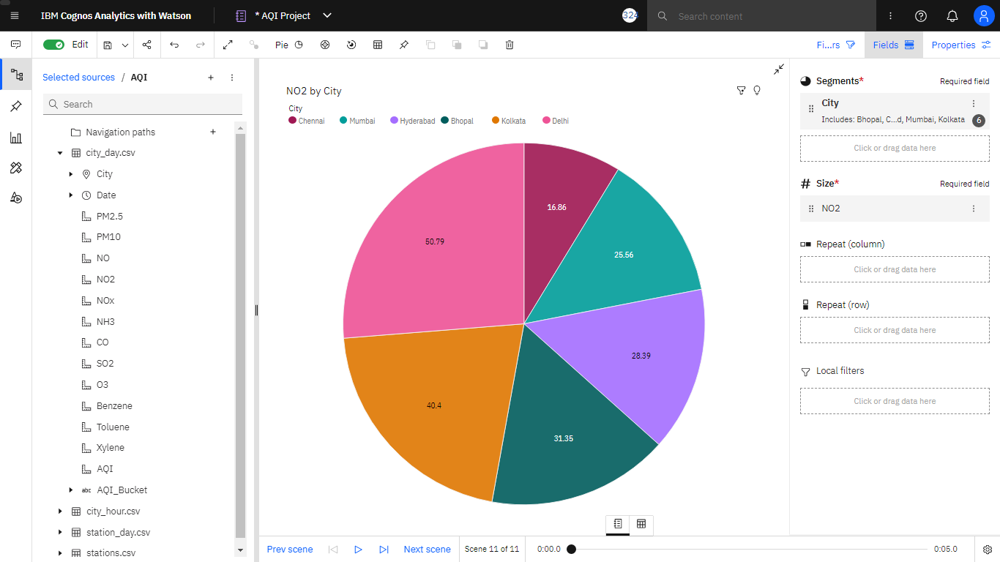 IBM Cognos Analytics with Watson
* AQI Project
324
Search content
Edit
Pie
Fi...rs
Fields
Properties
Selected sources / AQI
Search
Navigation paths
city_day.csv
City
Date
PM2.5
PM10
NO
NO2
NOx
NH3
CO
SO2
O3
Benzene
Toluene
Xylene
AQI
abc AQI_Bucket
city_hour.csv
station_day.csv
stations.csv
NO2 by City
City
Chennai Mumbai Hyderabad Bhopal Kolkata Delhi
16.86
25.56
28.39
31.35
40.4
50.79
Segments* Required field
City
Includes: Bhopal, C...d, Mumbai, Kolkata 6
Click or drag data here
Size* Required field
NO2
Repeat (column)
Click or drag data here
Repeat (row)
Click or drag data here
Local filters
Click or drag data here
Prev scene
Next scene
Scene 11 of 11
0:00.0
0:05.0